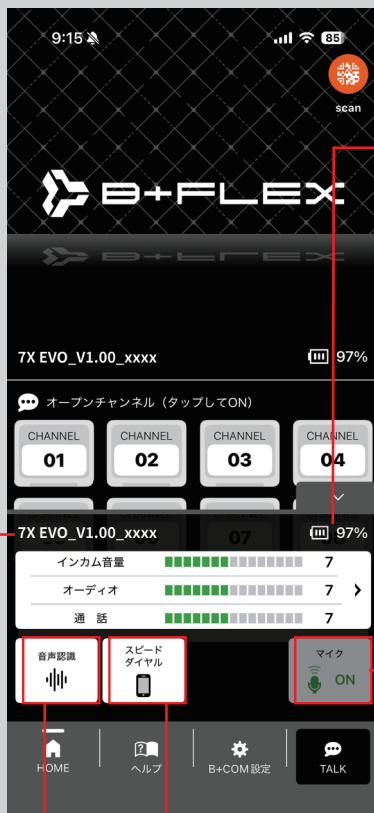 9:15
85
scan
B+FLEX
7X EVO_V1.00_xxxx 97%
オープンチャンネル（タップしてON）
CHANNEL CHANNEL CHANNEL CHANNEL
01 02 03 04
07
7X EVO_V1.00_xxxx 97%
インカム音量 7
オーディオ 7
通 話 7
音声認識
スピード
ダイヤル
マイク
ON
HOME ヘルプ B+COM 設定 TALK